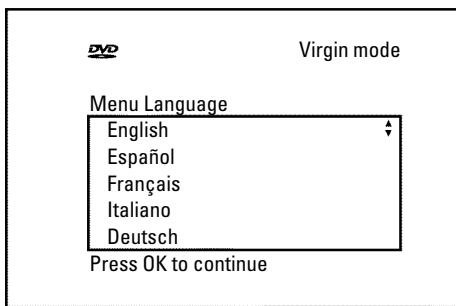 DVD Virgin mode
Menu Language
English
Español
Français
Italiano
Deutsch
Press OK to continue